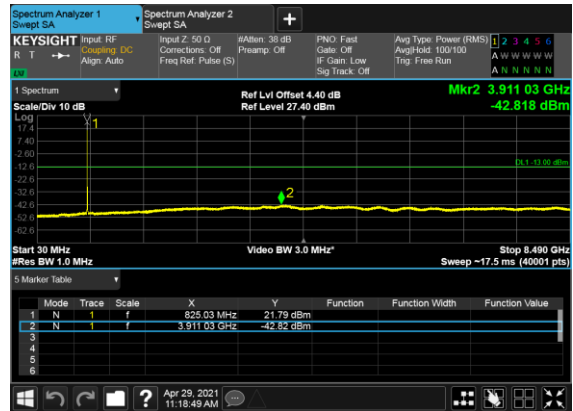 Spectrum Analyzer 1
Swept SA
Spectrum Analyzer 2
Swept SA
KEYSIGHT
R T
Input: RF
Coupling: DC
Align: Auto
Input Z: 50 Ω
Corrections: Off
Freq Ref: Pulse (S)
#Atten: 38 dB
Preamp: Off
PNO: Fast
Gate: Off
IF Gain: Low
Sig Track: Off
Avg Type: Power (RMS)
Avg|Hold: 100/100
Trig: Free Run
1 2 3 4 5 6
A W W W W W
A N N N N N
LXI
1 Spectrum
Scale/Div 10 dB
Ref Lvl Offset 4.40 dB
Ref Level 27.40 dBm
Mkr2 3.911 03 GHz
-42.818 dBm
Log
1
17.4
7.40
-2.60
DL1 -13.00 dBm
-12.6
-22.6
-32.6
2
-42.6
-52.6
-62.6
Start 30 MHz
#Res BW 1.0 MHz
Video BW 3.0 MHz*
Stop 8.490 GHz
Sweep ~17.5 ms (40001 pts)
5 Marker Table
Mode Trace Scale X Y Function Function Width Function Value
1 N 1 f 825.03 MHz 21.79 dBm
2 N 1 f 3.911 03 GHz -42.82 dBm
3
4
5
6
?
Apr 29, 2021
11:18:49 AM